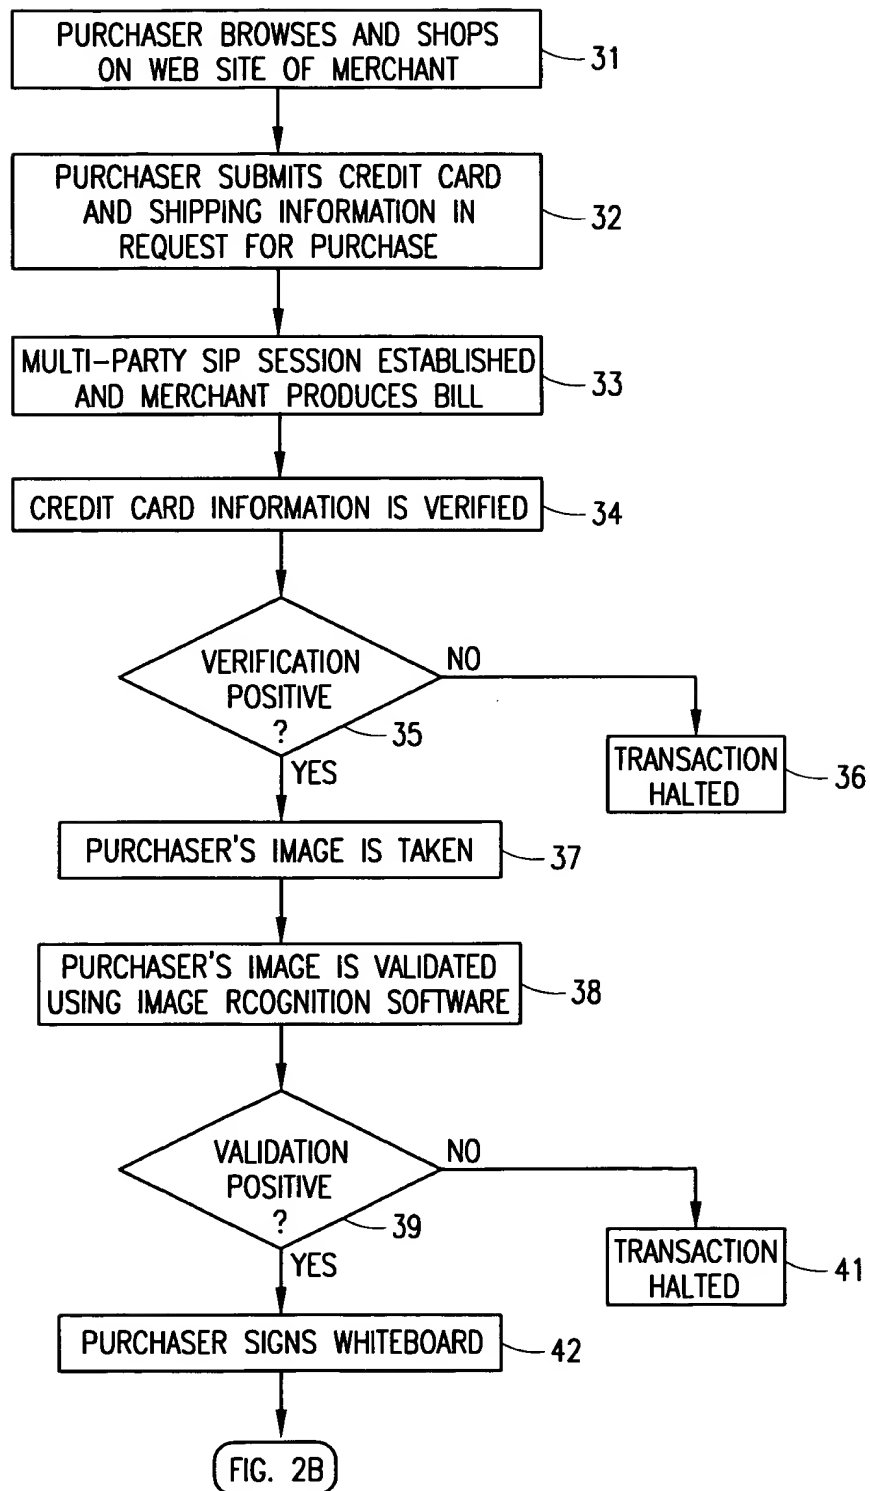 PURCHASER BROWSES AND SHOPS
ON WEB SITE OF MERCHANT
31
PURCHASER SUBMITS CREDIT CARD
AND SHIPPING INFORMATION IN
REQUEST FOR PURCHASE
32
MULTI-PARTY SIP SESSION ESTABLISHED
AND MERCHANT PRODUCES BILL
33
CREDIT CARD INFORMATION IS VERIFIED
34
VERIFICATION
POSITIVE
?
35
NO
TRANSACTION
HALTED
36
YES
PURCHASER'S IMAGE IS TAKEN
37
PURCHASER'S IMAGE IS VALIDATED
USING IMAGE RCOGNITION SOFTWARE
38
VALIDATION
POSITIVE
?
39
NO
TRANSACTION
HALTED
41
YES
PURCHASER SIGNS WHITEBOARD
42
FIG. 2B